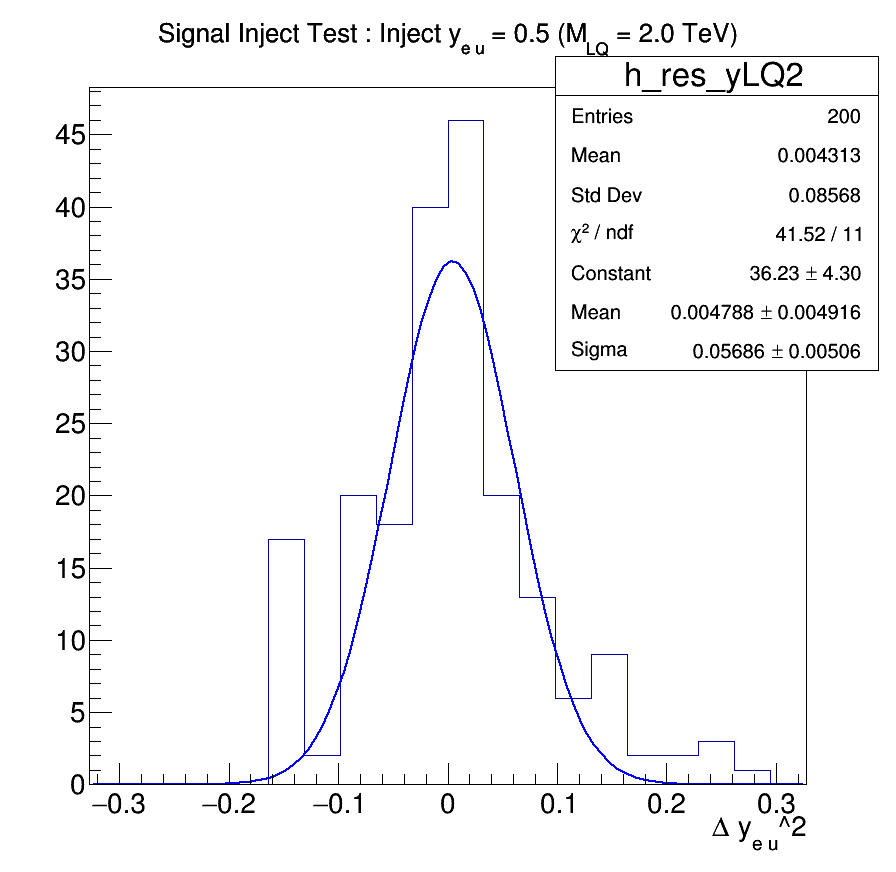 Signal Inject Test : Inject y_{e u} = 0.5 (M_{LQ} = 2.0 TeV)
h_res_yLQ2
Entries 200
Mean 0.004313
Std Dev 0.08568
χ² / ndf 41.52 / 11
Constant 36.23 ± 4.30
Mean 0.004788 ± 0.004916
Sigma 0.05686 ± 0.00506
45
40
35
30
25
20
15
10
5
0
−0.3 −0.2 −0.1 0 0.1 0.2 0.3
Δ y_{e u}^2